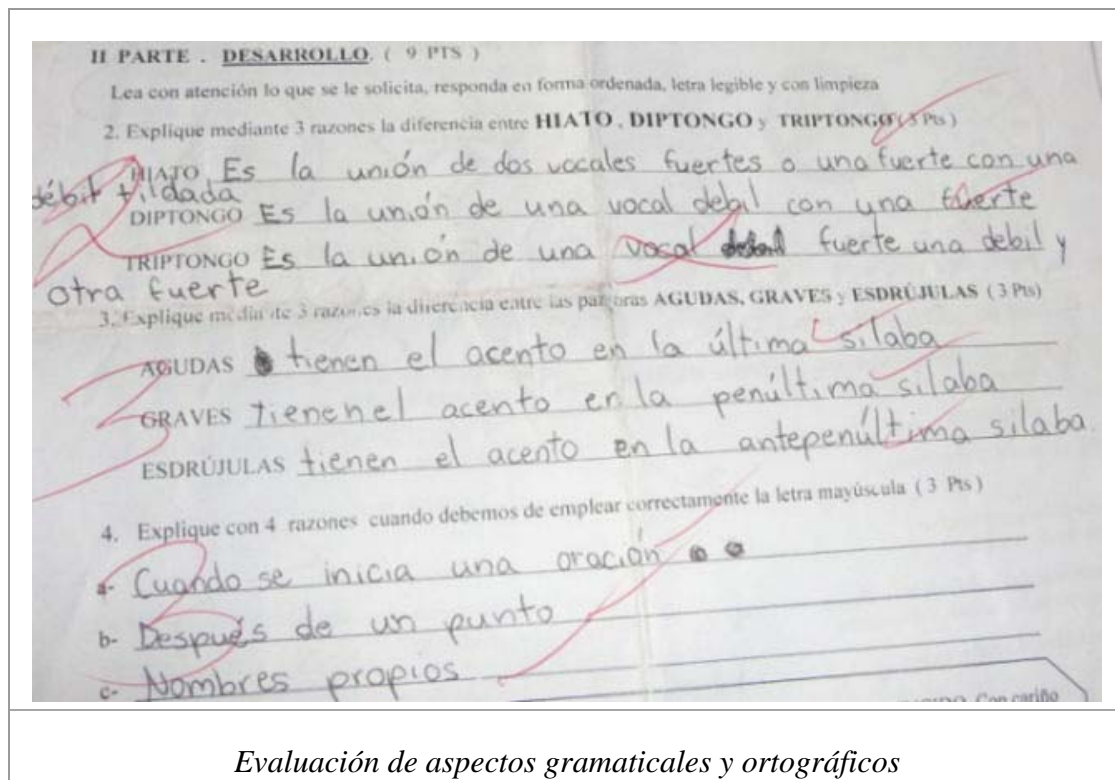 II PARTE . DESARROLLO. ( 9 PTS )
Lea con atención lo que se le solicita, responda en forma ordenada, letra legible y con limpieza
2. Explique mediante 3 razones la diferencia entre HIATO , DIPTONGO y TRIPTONGO ( 3 Pts )
HIATO Es la unión de dos vocales fuertes o una fuerte con una
débil tildada
DIPTONGO Es la unión de una vocal debil con una fuerte
TRIPTONGO Es la unión de una vocal fuerte una debil y
otra fuerte
3. Explique mediante 3 razones la diferencia entre las palabras AGUDAS, GRAVES y ESDRÚJULAS ( 3 Pts)
AGUDAS tienen el acento en la última silaba
GRAVES Tienen el acento en la penúltima silaba
ESDRÚJULAS tienen el acento en la antepenúltima silaba.
4. Explique con 4 razones cuando debemos de emplear correctamente la letra mayúscula ( 3 Pts )
a- Cuando se inicia una oración
b- Después de un punto
c- Nombres propios
Con cariño
Evaluación de aspectos gramaticales y ortográficos